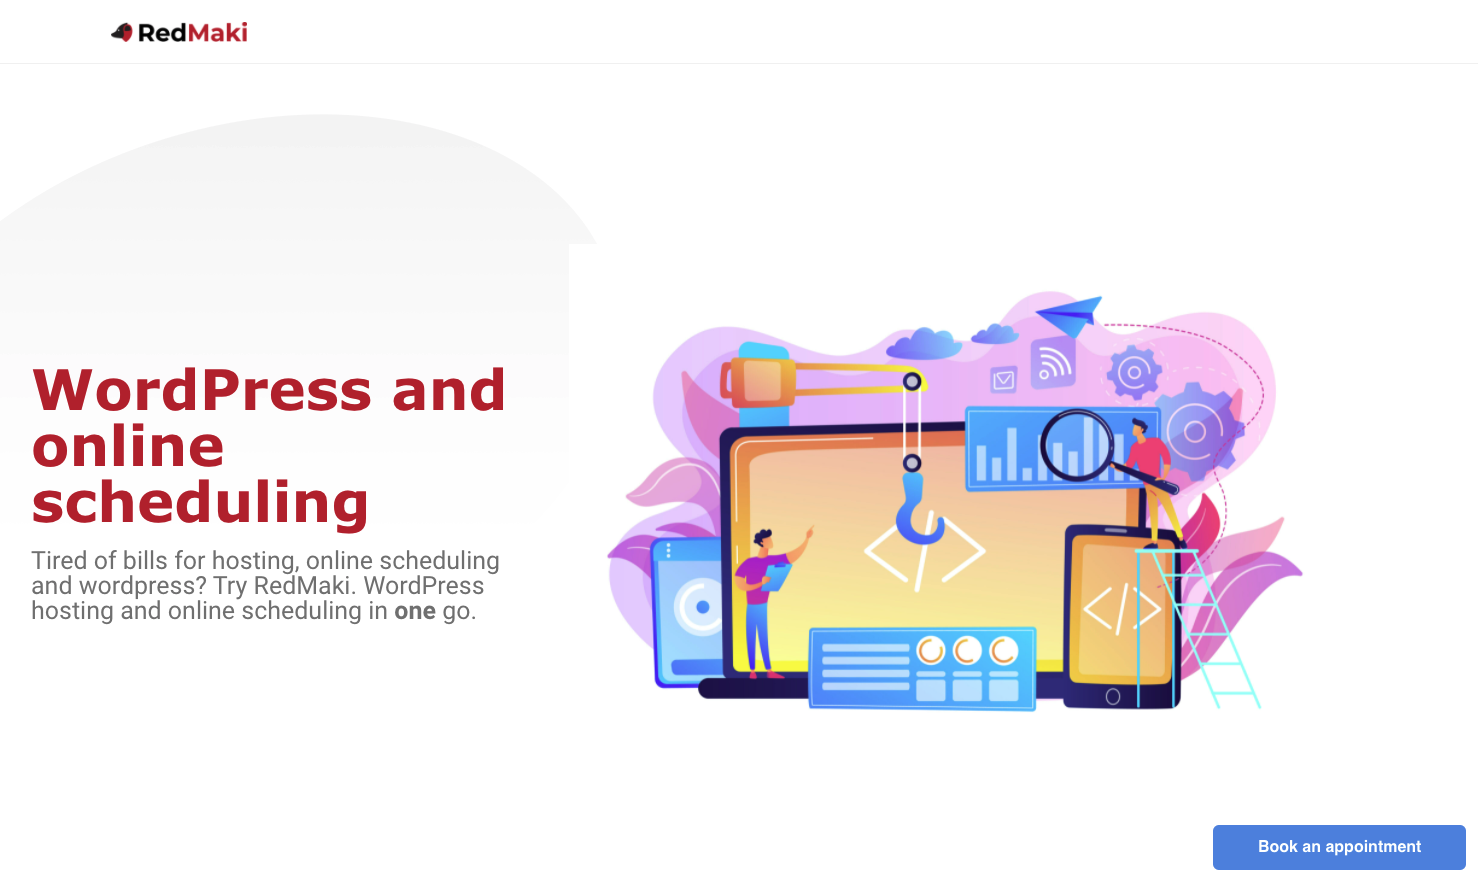 RedMaki
WordPress and
online
scheduling
Tired of bills for hosting, online scheduling
and wordpress? Try RedMaki. WordPress
hosting and online scheduling in one go.
Book an appointment